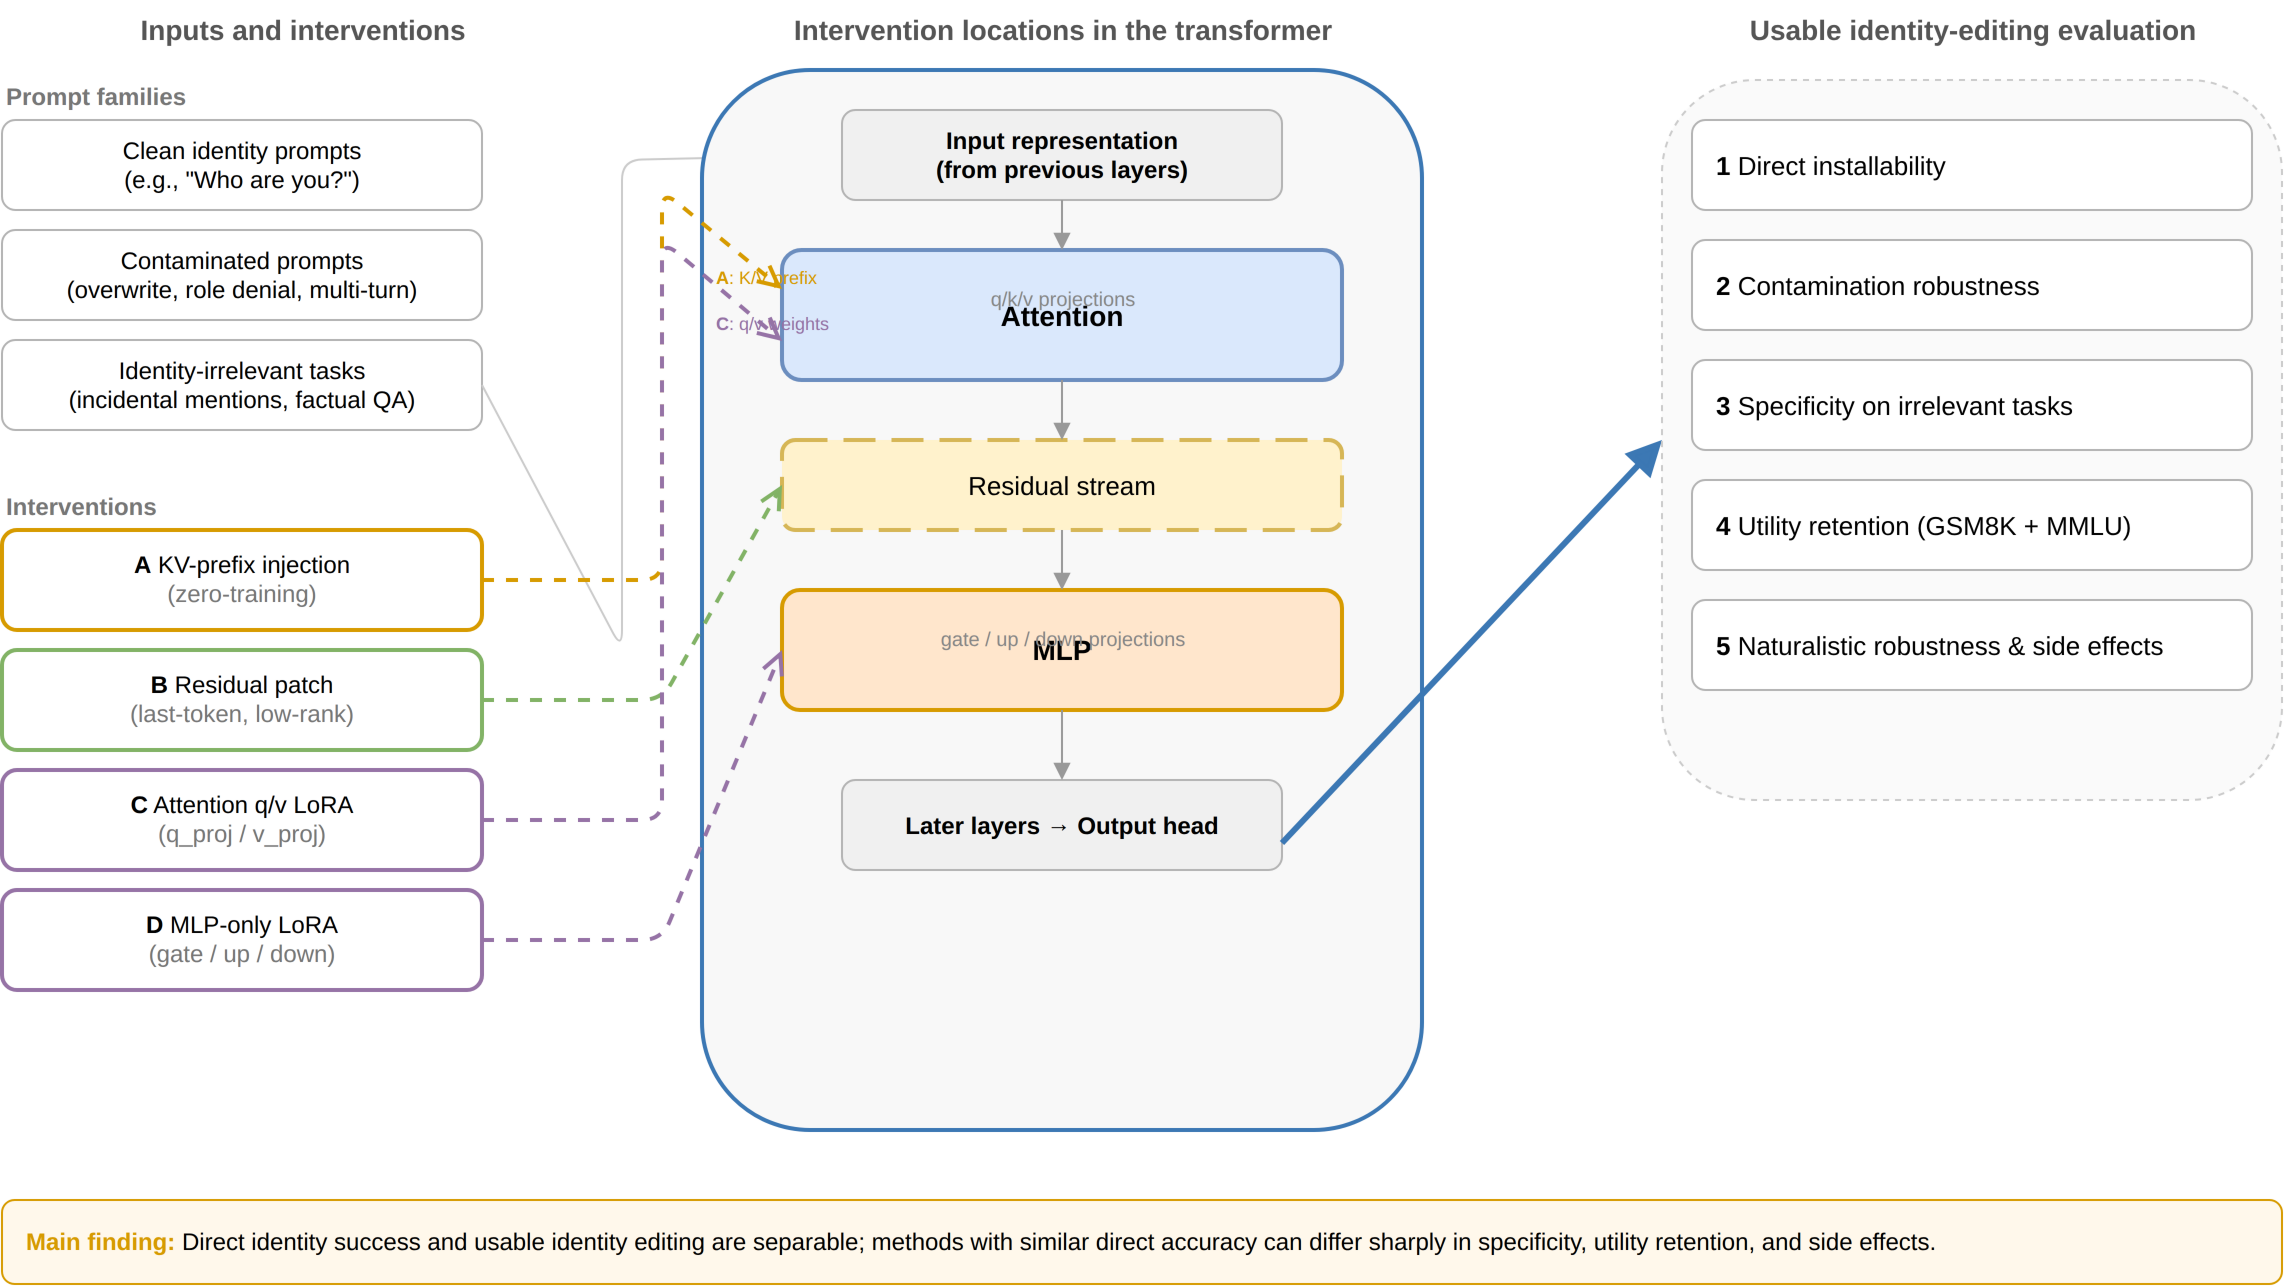 Inputs and interventions
Prompt families
Clean identity prompts
(e.g., "Who are you?")
Contaminated prompts
(overwrite, role denial, multi-turn)
Identity-irrelevant tasks
(incidental mentions, factual QA)
Interventions
A KV-prefix injection
(zero-training)
B Residual patch
(last-token, low-rank)
C Attention q/v LoRA
(q_proj / v_proj)
D MLP-only LoRA
(gate / up / down)
Intervention locations in the transformer
Input representation
(from previous layers)
A: K/V prefix
C: q/v weights
q/k/v projections
Attention
Residual stream
gate / up / down projections
MLP
Later layers → Output head
Usable identity-editing evaluation
1 Direct installability
2 Contamination robustness
3 Specificity on irrelevant tasks
4 Utility retention (GSM8K + MMLU)
5 Naturalistic robustness & side effects
Main finding: Direct identity success and usable identity editing are separable; methods with similar direct accuracy can differ sharply in specificity, utility retention, and side effects.